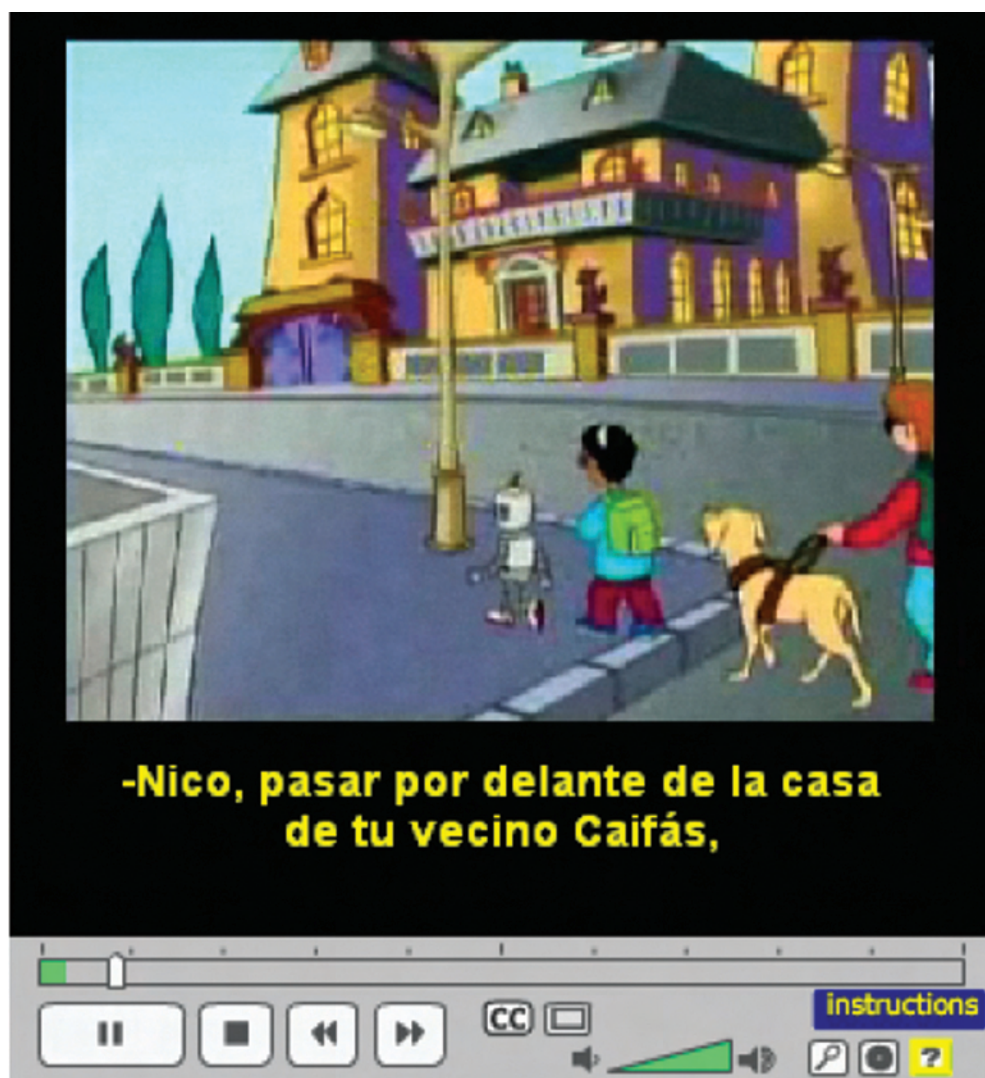 -Nico, pasar por delante de la casa
de tu vecino Caifás,
CC
instructions
?